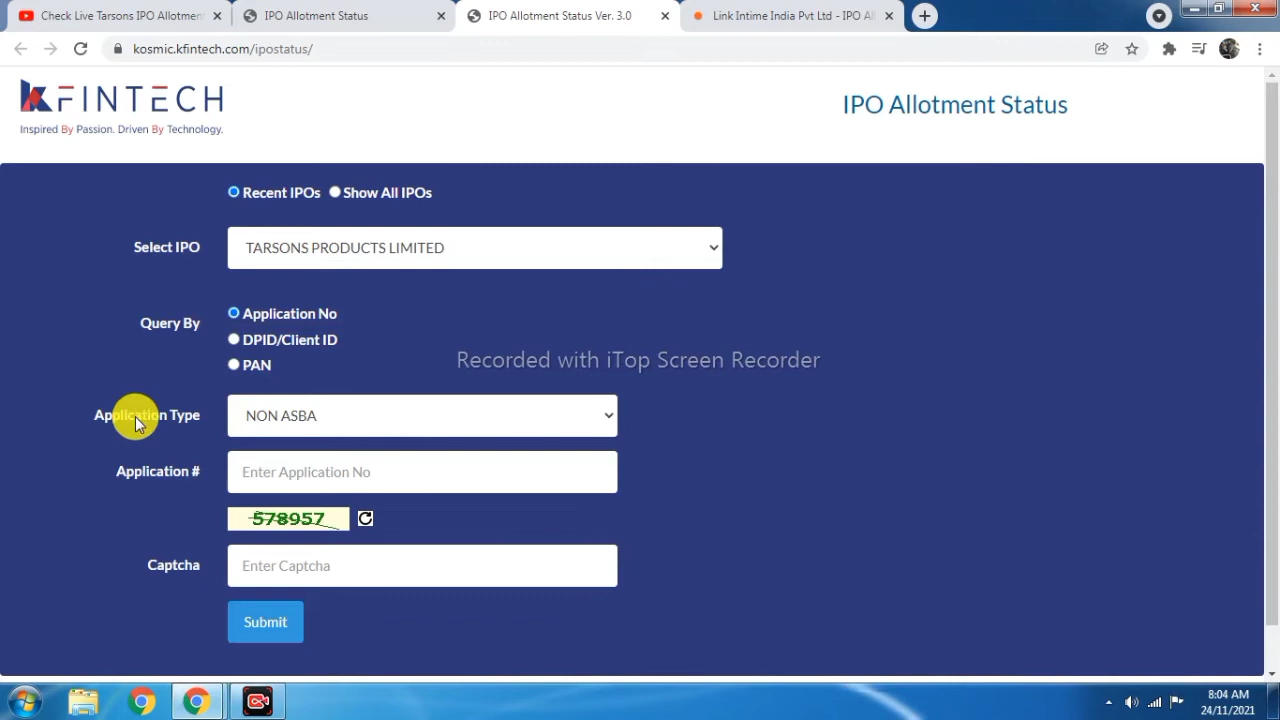 Check Live Tarsons IPO Allotment
IPO Allotment Status
IPO Allotment Status Ver. 3.0
Link Intime India Pvt Ltd - IPO Al
kosmic.kfintech.com/ipostatus/
KFINTECH
Inspired By Passion. Driven By Technology.
IPO Allotment Status
Recent IPOs Show All IPOs
Select IPO TARSONS PRODUCTS LIMITED
Query By Application No
DPID/Client ID
PAN
Recorded with iTop Screen Recorder
Application Type NON ASBA
Application # Enter Application No
578957
Captcha Enter Captcha
Submit
8:04 AM
24/11/2021